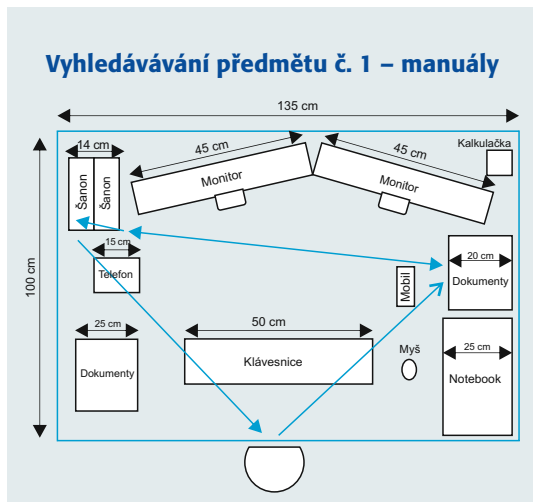 Vyhledávávání předmětu č. 1 – manuály
135 cm
14 cm
45 cm
45 cm
Kalkulačka
Šanon
Šanon
Monitor
Monitor
100 cm
15 cm
Telefon
20 cm
Dokumenty
Mobil
25 cm
Dokumenty
50 cm
Klávesnice
Myš
25 cm
Notebook